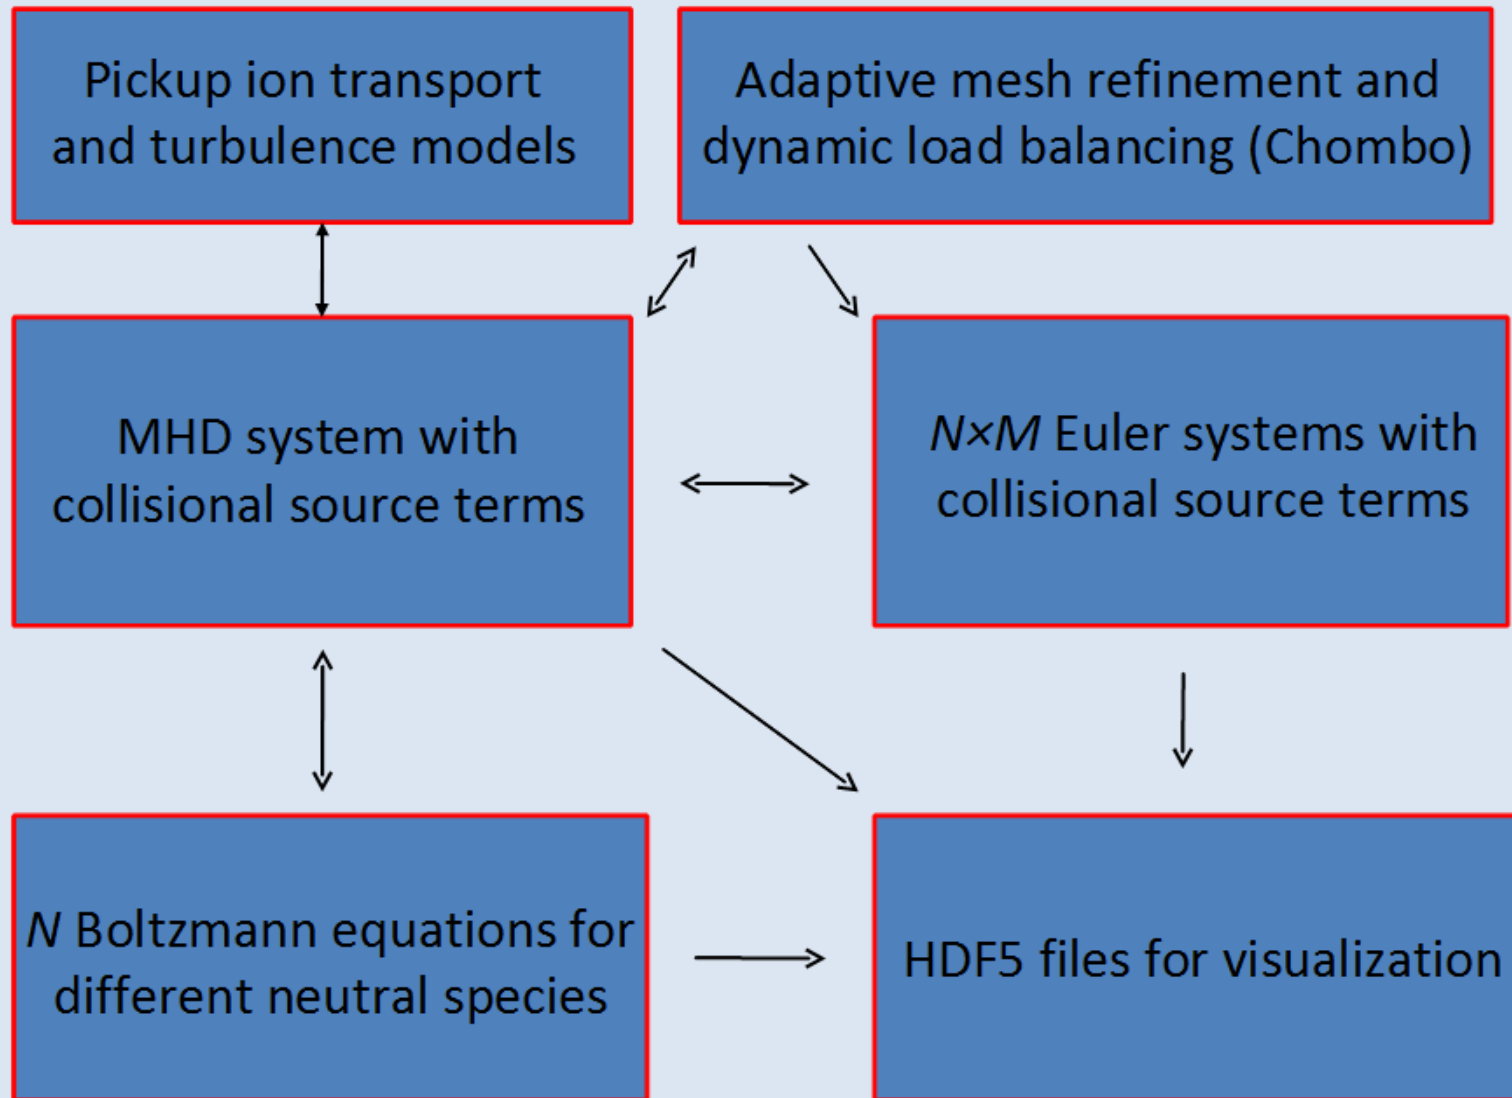 Pickup ion transport
and turbulence models
Adaptive mesh refinement and
dynamic load balancing (Chombo)
MHD system with
collisional source terms
N×M Euler systems with
collisional source terms
N Boltzmann equations for
different neutral species
HDF5 files for visualization